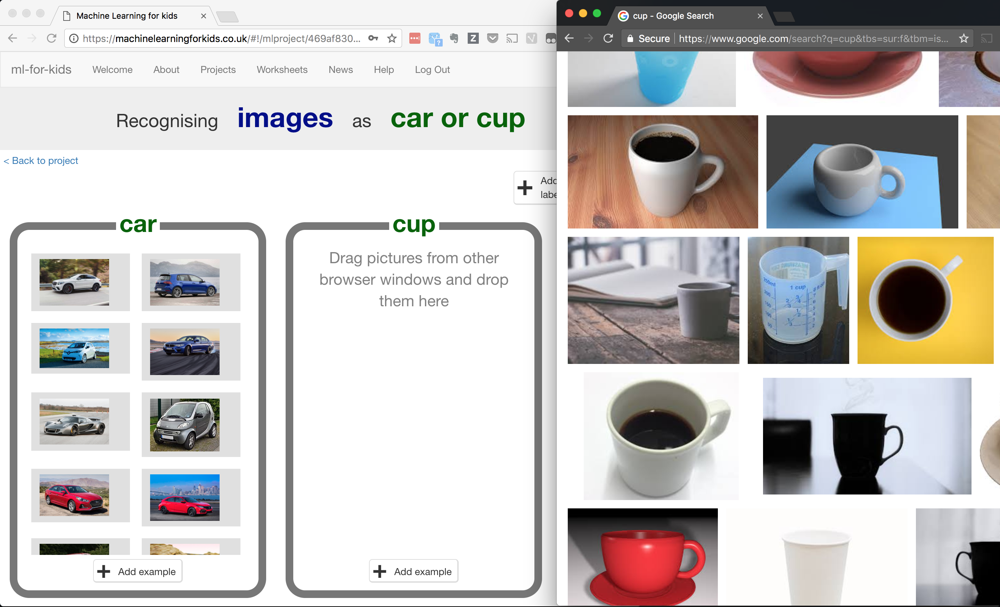 Machine Learning for kids
https://machinelearningforkids.co.uk/#!/mlproject/469af830...
ml-for-kids
Welcome
About
Projects
Worksheets
News
Help
Log Out
Recognising images as car or cup
< Back to project
car
Add example
cup
Drag pictures from other
browser windows and drop
them here
Add example
cup - Google Search
Secure
https://www.google.com/search?q=cup&tbs=sur:f&tbm=is...
250ml
1 cup